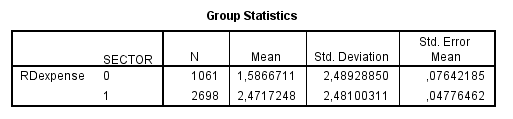 Group Statistics
SECTOR N Mean Std. Deviation Std. Error Mean
RDexpense 0 1061 1,5866711 2,48928850 ,07642185
1 2698 2,4717248 2,48100311 ,04776462